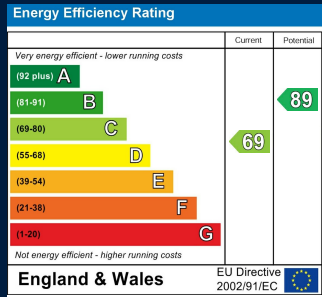 Energy Efficiency Rating
Current Potential
Very energy efficient - lower running costs
(92 plus) A
(81-91) B
89
(69-80) C
69
(55-68) D
(39-54) E
(21-38) F
(1-20) G
Not energy efficient - higher running costs
England & Wales
EU Directive
2002/91/EC